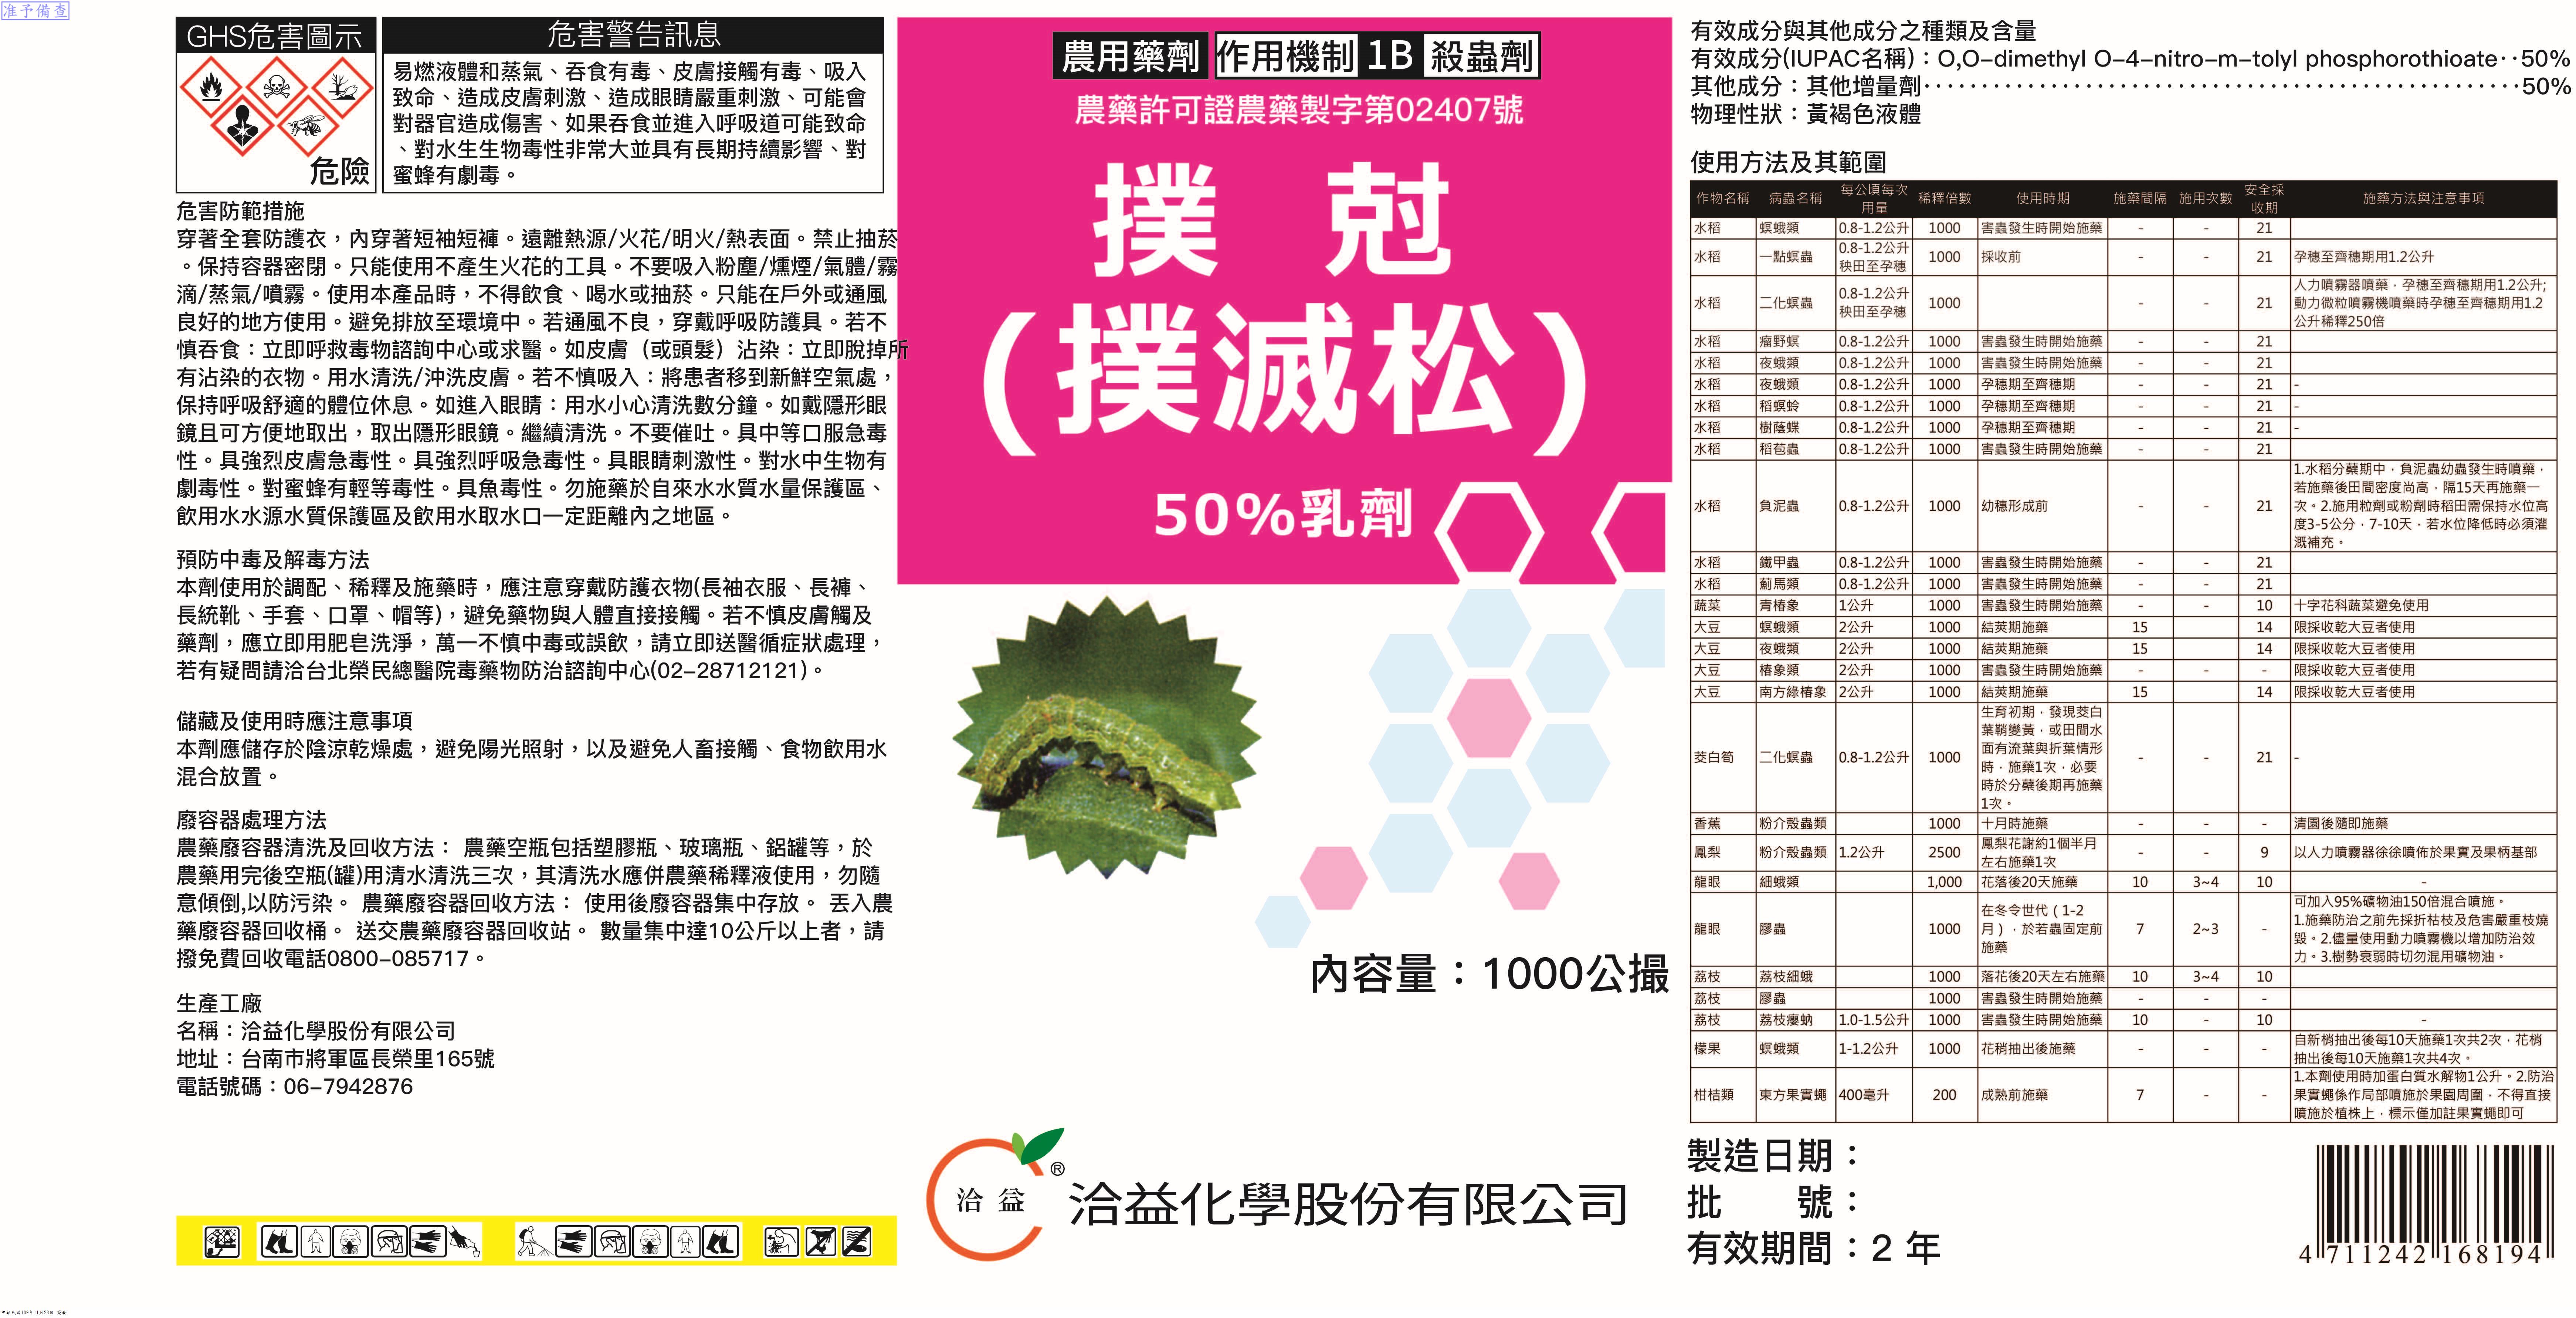 准予備查
GHS危害圖示
危險
危害警告訊息
易燃液體和蒸氣、吞食有毒、皮膚接觸有毒、吸入
致命、造成皮膚刺激、造成眼睛嚴重刺激、可能會
對器官造成傷害、如果吞食並進入呼吸道可能致命
、對水生生物毒性非常大並具有長期持續影響、對
蜜蜂有劇毒。
危害防範措施
穿著全套防護衣，內穿著短袖短褲。遠離熱源/火花/明火/熱表面。禁止抽菸
。保持容器密閉。只能使用不產生火花的工具。不要吸入粉塵/燻煙/氣體/霧
滴/蒸氣/噴霧。使用本產品時，不得飲食、喝水或抽菸。只能在戶外或通風
良好的地方使用。避免排放至環境中。若通風不良，穿戴呼吸防護具。若不
慎吞食：立即呼救毒物諮詢中心或求醫。如皮膚（或頭髮）沾染：立即脫掉所
有沾染的衣物。用水清洗/沖洗皮膚。若不慎吸入：將患者移到新鮮空氣處，
保持呼吸舒適的體位休息。如進入眼睛：用水小心清洗數分鐘。如戴隱形眼
鏡且可方便地取出，取出隱形眼鏡。繼續清洗。不要催吐。具中等口服急毒
性。具強烈皮膚急毒性。具強烈呼吸急毒性。具眼睛刺激性。對水中生物有
劇毒性。對蜜蜂有輕等毒性。具魚毒性。勿施藥於自來水水質水量保護區、
飲用水水源水質保護區及飲用水取水口一定距離內之地區。
預防中毒及解毒方法
本劑使用於調配、稀釋及施藥時，應注意穿戴防護衣物(長袖衣服、長褲、
長統靴、手套、口罩、帽等)，避免藥物與人體直接接觸。若不慎皮膚觸及
藥劑，應立即用肥皂洗淨，萬一不慎中毒或誤飲，請立即送醫循症狀處理，
若有疑問請洽台北榮民總醫院毒藥物防治諮詢中心(02-28712121)。
儲藏及使用時應注意事項
本劑應儲存於陰涼乾燥處，避免陽光照射，以及避免人畜接觸、食物飲用水
混合放置。
廢容器處理方法
農藥廢容器清洗及回收方法： 農藥空瓶包括塑膠瓶、玻璃瓶、鋁罐等，於
農藥用完後空瓶(罐)用清水清洗三次，其清洗水應併農藥稀釋液使用，勿隨
意傾倒,以防污染。 農藥廢容器回收方法： 使用後廢容器集中存放。 丟入農
藥廢容器回收桶。 送交農藥廢容器回收站。 數量集中達10公斤以上者，請
撥免費回收電話0800-085717。
生產工廠
名稱：洽益化學股份有限公司
地址：台南市將軍區長榮里165號
電話號碼：06-7942876
農用藥劑 作用機制 1B 殺蟲劑
農藥許可證農藥製字第02407號
撲 尅
(撲滅松)
50%乳劑
內容量：1000公撮
洽益 ® 洽益化學股份有限公司
有效成分與其他成分之種類及含量
有效成分(IUPAC名稱)：O,O-dimethyl O-4-nitro-m-tolyl phosphorothioate··50%
其他成分：其他增量劑··················································50%
物理性狀：黃褐色液體
使用方法及其範圍
作物名稱 病蟲名稱 每公頃每次用量 稀釋倍數 使用時期 施藥間隔 施用次數 安全採收期 施藥方法與注意事項
水稻 螟蛾類 0.8-1.2公升 1000 害蟲發生時開始施藥 - - 21
水稻 一點螟蟲 0.8-1.2公升秧田至孕穗 1000 採收前 - - 21 孕穗至齊穗期用1.2公升
水稻 二化螟蟲 0.8-1.2公升秧田至孕穗 1000 - - 21 人力噴霧器噴藥，孕穗至齊穗期用1.2公升;動力微粒噴霧機噴藥時孕穗至齊穗期用1.2公升稀釋250倍
水稻 瘤野螟 0.8-1.2公升 1000 害蟲發生時開始施藥 - - 21
水稻 夜蛾類 0.8-1.2公升 1000 害蟲發生時開始施藥 - - 21
水稻 夜蛾類 0.8-1.2公升 1000 孕穗期至齊穗期 - - 21 -
水稻 稻螟蛉 0.8-1.2公升 1000 孕穗期至齊穗期 - - 21 -
水稻 樹蔭蝶 0.8-1.2公升 1000 孕穗期至齊穗期 - - 21 -
水稻 稻苞蟲 0.8-1.2公升 1000 害蟲發生時開始施藥 - - 21
水稻 負泥蟲 0.8-1.2公升 1000 幼穗形成前 - - 21 1.水稻分蘗期中，負泥蟲幼蟲發生時噴藥，若施藥後田間密度尚高，隔15天再施藥一次。2.施用粒劑或粉劑時稻田需保持水位高度3-5公分，7-10天，若水位降低時必須灌溉補充。
水稻 鐵甲蟲 0.8-1.2公升 1000 害蟲發生時開始施藥 - - 21
水稻 薊馬類 0.8-1.2公升 1000 害蟲發生時開始施藥 - - 21
蔬菜 青椿象 1公升 1000 害蟲發生時開始施藥 - - 10 十字花科蔬菜避免使用
大豆 螟蛾類 2公升 1000 結莢期施藥 15 14 限採收乾大豆者使用
大豆 夜蛾類 2公升 1000 結莢期施藥 15 14 限採收乾大豆者使用
大豆 椿象類 2公升 1000 害蟲發生時開始施藥 - - - 限採收乾大豆者使用
大豆 南方綠椿象 2公升 1000 結莢期施藥 15 14 限採收乾大豆者使用
茭白筍 二化螟蟲 0.8-1.2公升 1000 生育初期，發現茭白葉鞘變黃，或田間水面有流葉與折葉情形時，施藥1次，必要時於分蘗後期再施藥1次。 - - 21 -
香蕉 粉介殼蟲類 1000 十月時施藥 - - - 清園後隨即施藥
鳳梨 粉介殼蟲類 1.2公升 2500 鳳梨花謝約1個半月左右施藥1次 - - 9 以人力噴霧器徐徐噴佈於果實及果柄基部
龍眼 細蛾類 1,000 花落後20天施藥 10 3~4 10 -
龍眼 膠蟲 1000 在冬令世代（1-2月），於若蟲固定前施藥 7 2~3 - 可加入95%礦物油150倍混合噴施。1.施藥防治之前先採折枯枝及危害嚴重枝燒毀。2.儘量使用動力噴霧機以增加防治效力。3.樹勢衰弱時切勿混用礦物油。
荔枝 荔枝細蛾 1000 落花後20天左右施藥 10 3~4 10
荔枝 膠蟲 1000 害蟲發生時開始施藥 - - -
荔枝 荔枝癭蚋 1.0-1.5公升 1000 害蟲發生時開始施藥 10 - 10 -
檬果 螟蛾類 1-1.2公升 1000 花梢抽出後施藥 - - - 自新梢抽出後每10天施藥1次共2次，花梢抽出後每10天施藥1次共4次。
柑桔類 東方果實蠅 400毫升 200 成熟前施藥 7 - - 1.本劑使用時加蛋白質水解物1公升。2.防治果實蠅係作局部噴施於果園周圍，不得直接噴施於植株上，標示僅加註果實蠅即可
製造日期：
批 號：
有效期間：2 年
4 711242 168194